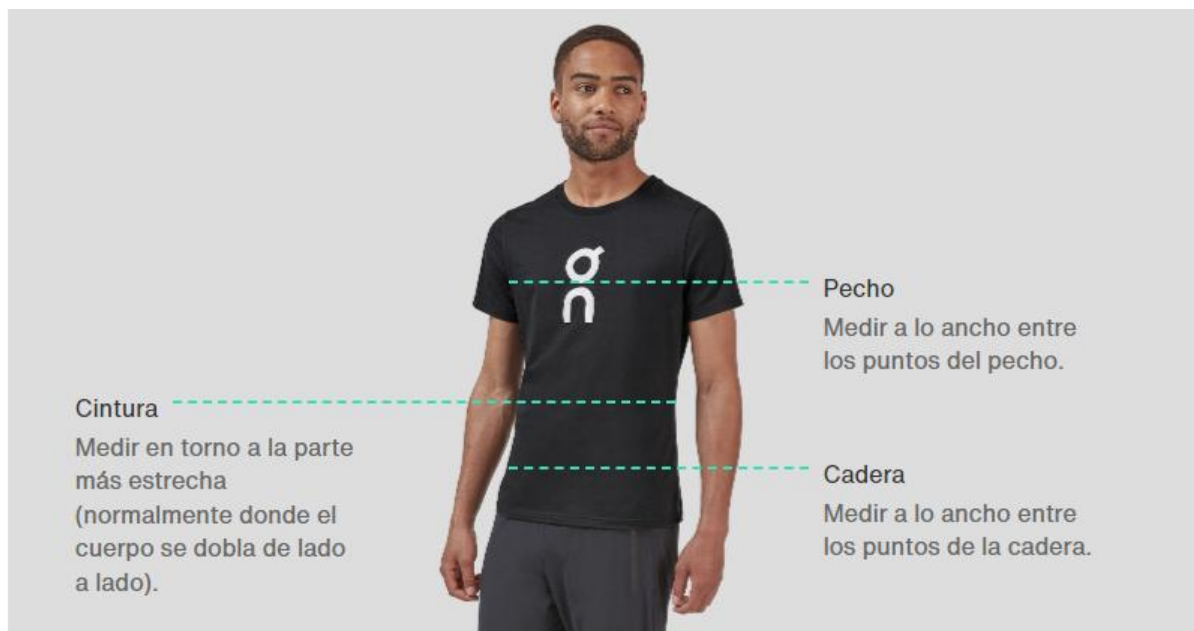 on
Pecho
Medir a lo ancho entre
los puntos del pecho.
Cintura
Medir en torno a la parte
más estrecha
(normalmente donde el
cuerpo se dobla de lado
a lado).
Cadera
Medir a lo ancho entre
los puntos de la cadera.